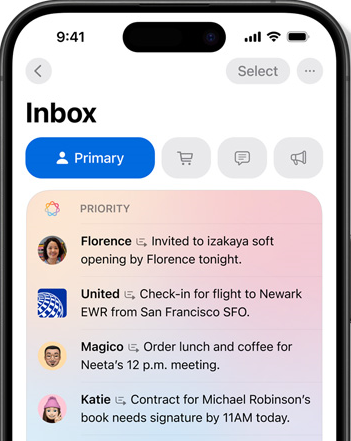 9:41
Select
Inbox
Primary
PRIORITY
Florence Invited to izakaya soft
opening by Florence tonight.
United Check-in for flight to Newark
EWR from San Francisco SFO.
Magico Order lunch and coffee for
Neeta’s 12 p.m. meeting.
Katie Contract for Michael Robinson’s
book needs signature by 11AM today.